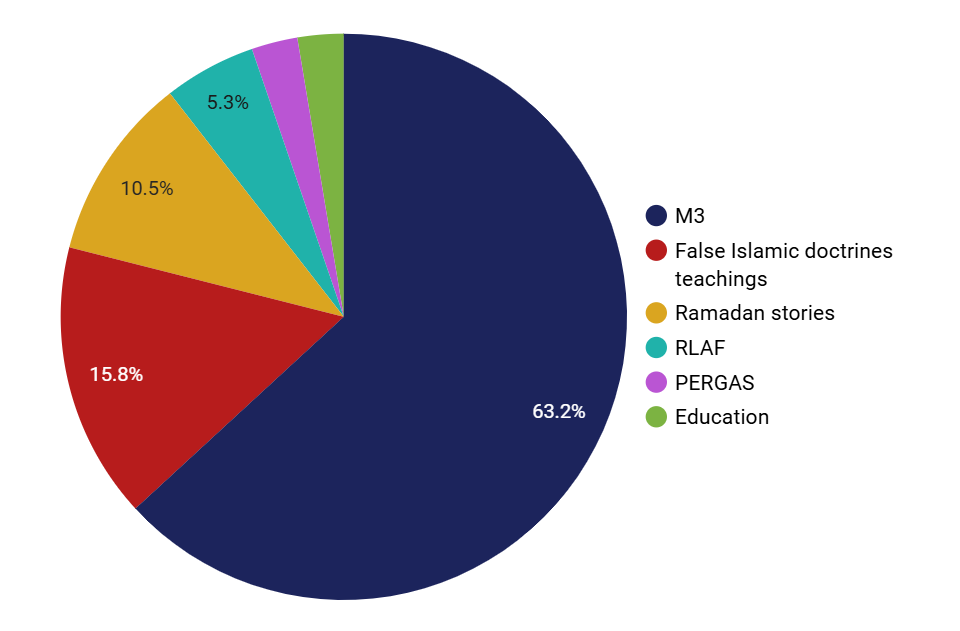 5.3%
10.5%
15.8%
63.2%
M3
False Islamic doctrines
teachings
Ramadan stories
RLAF
PERGAS
Education